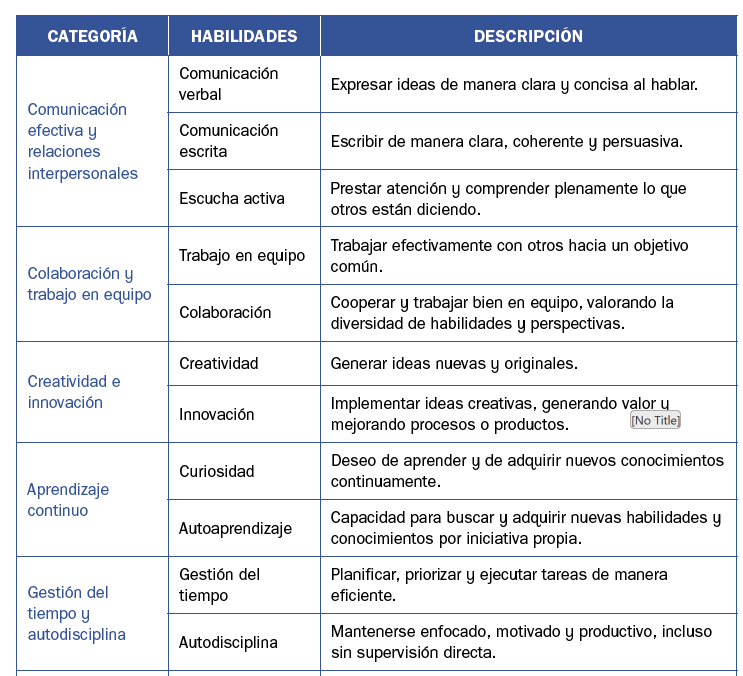 CATEGORÍA HABILIDADES DESCRIPCIÓN
Comunicación
efectiva y
relaciones
interpersonales
Comunicación
verbal
Expresar ideas de manera clara y concisa al hablar.
Comunicación
escrita
Escribir de manera clara, coherente y persuasiva.
Escucha activa
Prestar atención y comprender plenamente lo que
otros están diciendo.
Colaboración y
trabajo en equipo
Trabajo en equipo
Trabajar efectivamente con otros hacia un objetivo
común.
Colaboración
Cooperar y trabajar bien en equipo, valorando la
diversidad de habilidades y perspectivas.
Creatividad e
innovación
Creatividad
Generar ideas nuevas y originales.
Innovación
Implementar ideas creativas, generando valor y
mejorando procesos o productos.
[No Title]
Aprendizaje
continuo
Curiosidad
Deseo de aprender y de adquirir nuevos conocimientos
continuamente.
Autoaprendizaje
Capacidad para buscar y adquirir nuevas habilidades y
conocimientos por iniciativa propia.
Gestión del
tiempo y
autodisciplina
Gestión del
tiempo
Planificar, priorizar y ejecutar tareas de manera
eficiente.
Autodisciplina
Mantenerse enfocado, motivado y productivo, incluso
sin supervisión directa.